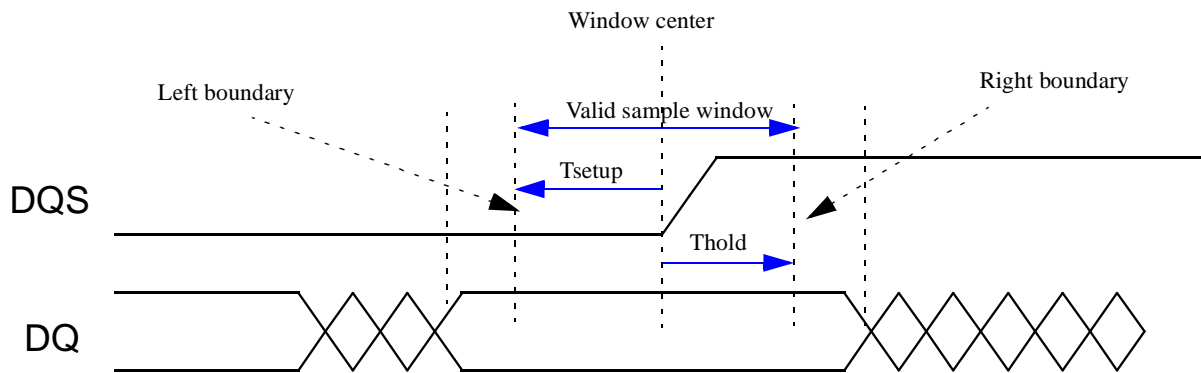 Window center
Left boundary
Right boundary
Valid sample window
Tsetup
DQS
Thold
DQ